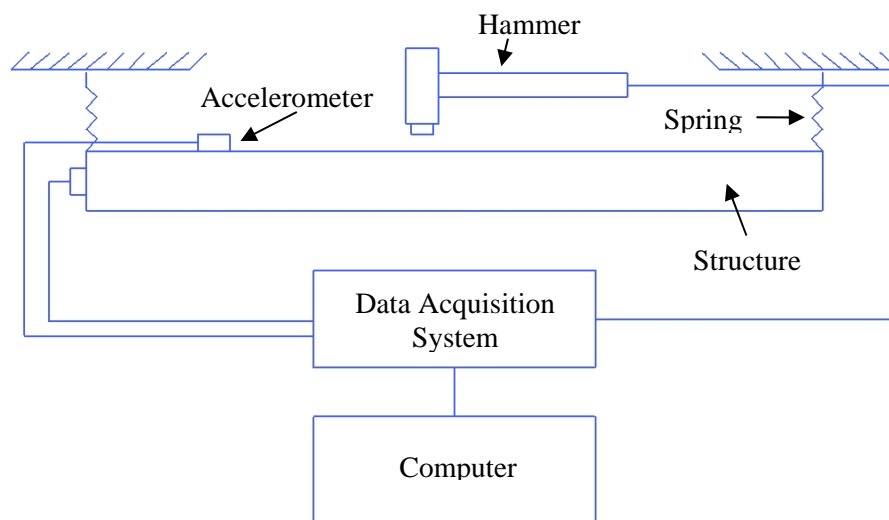 Hammer
Accelerometer
Spring
Structure
Data Acquisition
System
Computer